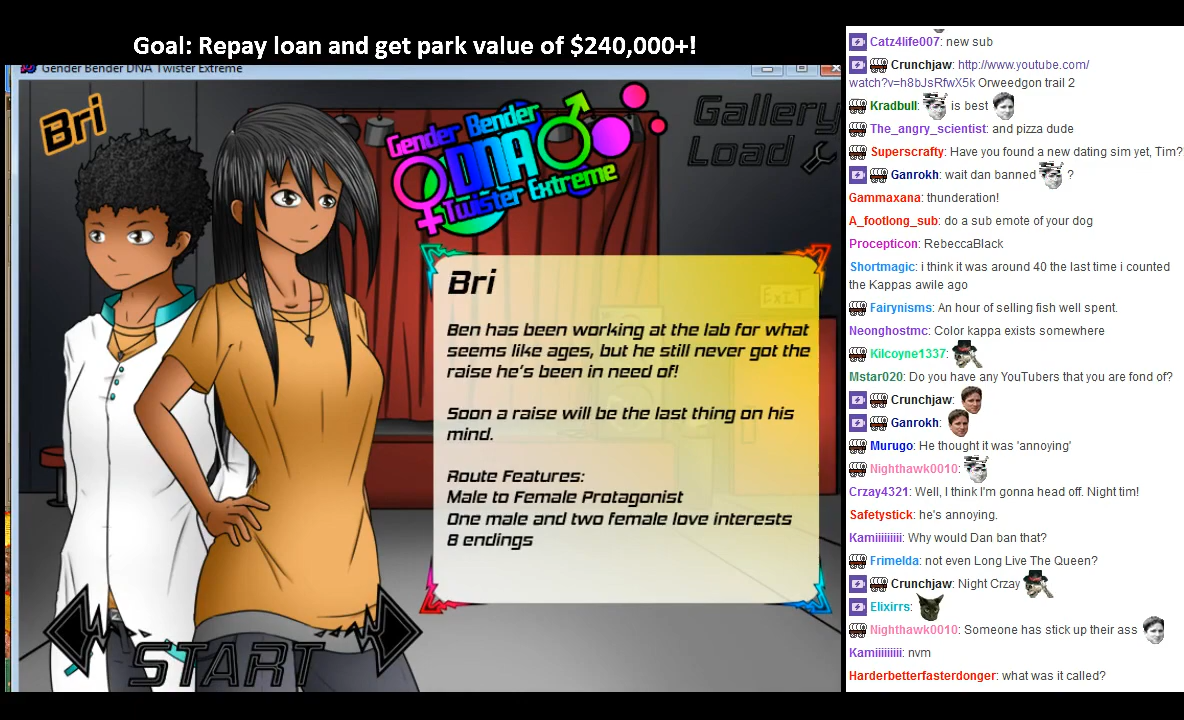 Goal: Repay loan and get park value of $240,000+!
Gender Bender DNA Twister Extreme
Bri
Gender Bender
DNA
Twister Extreme
Gallery
Load
EXIT
Bri
Ben has been working at the lab for what
seems like ages, but he still never got the
raise he's been in need of!
Soon a raise will be the last thing on his
mind.
Route Features:
Male to Female Protagonist
One male and two female love interests
8 endings
START
Catz4life007: new sub
Crunchjaw: http://www.youtube.com/
watch?v=h8bJsRfwX5k Orweedgon trail 2
Kradbull: is best
The_angry_scientist: and pizza dude
Superscrafty: Have you found a new dating sim yet, Tim?
Ganrokh: wait dan banned ?
Gammaxana: thunderation!
A_footlong_sub: do a sub emote of your dog
Procepticon: RebeccaBlack
Shortmagic: i think it was around 40 the last time i counted
the Kappas awile ago
Fairynisms: An hour of selling fish well spent.
Neonghostmc: Color kappa exists somewhere
Kilcoyne1337:
Mstar020: Do you have any YouTubers that you are fond of?
Crunchjaw:
Ganrokh:
Murugo: He thought it was 'annoying'
Nighthawk0010:
Crzay4321: Well, I think I'm gonna head off. Night tim!
Safetystick: he's annoying.
Kamiiiiiiiii: Why would Dan ban that?
Frimelda: not even Long Live The Queen?
Crunchjaw: Night Crzay
Elixirrs:
Nighthawk0010: Someone has stick up their ass
Kamiiiiiiiii: nvm
Harderbetterfasterdonger: what was it called?